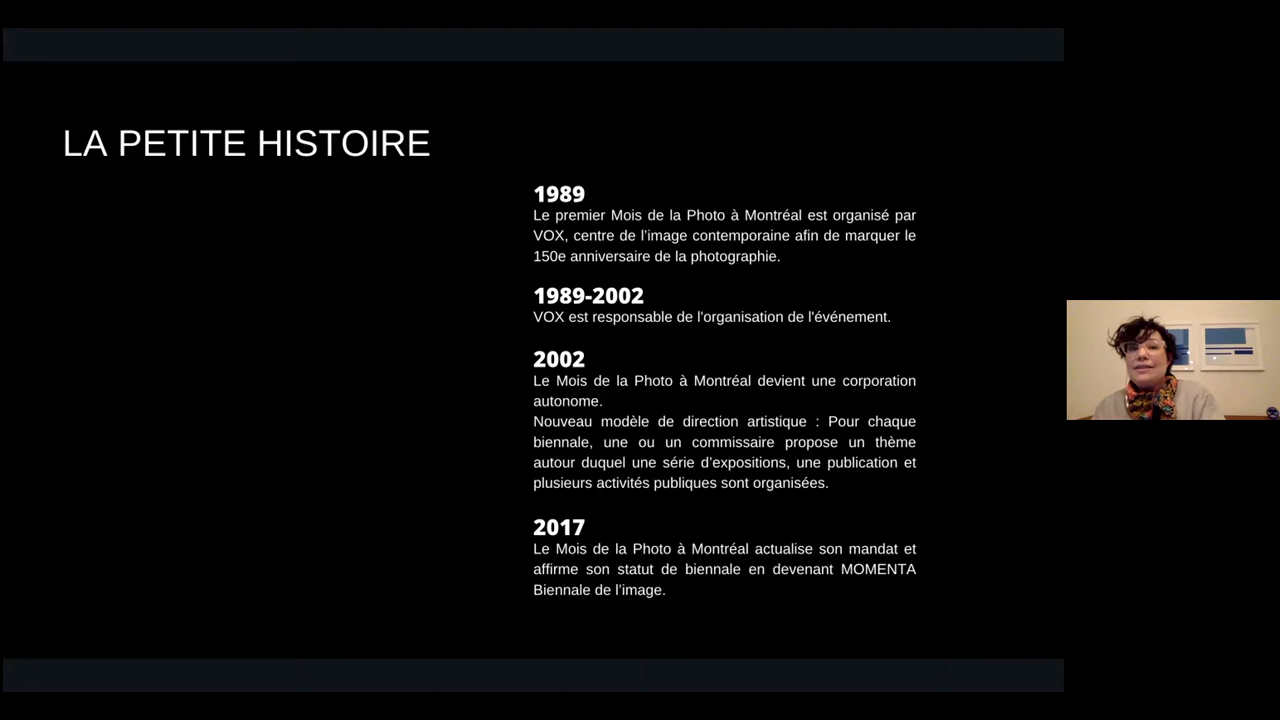 LA PETITE HISTOIRE
1989
Le premier Mois de la Photo à Montréal est organisé par
VOX, centre de l'image contemporaine afin de marquer le
150e anniversaire de la photographie.
1989-2002
VOX est responsable de l'organisation de l'événement.
2002
Le Mois de la Photo à Montréal devient une corporation
autonome.
Nouveau modèle de direction artistique : Pour chaque
biennale, une ou un commissaire propose un thème
autour duquel une série d’expositions, une publication et
plusieurs activités publiques sont organisées.
2017
Le Mois de la Photo à Montréal actualise son mandat et
affirme son statut de biennale en devenant MOMENTA
Biennale de l’image.